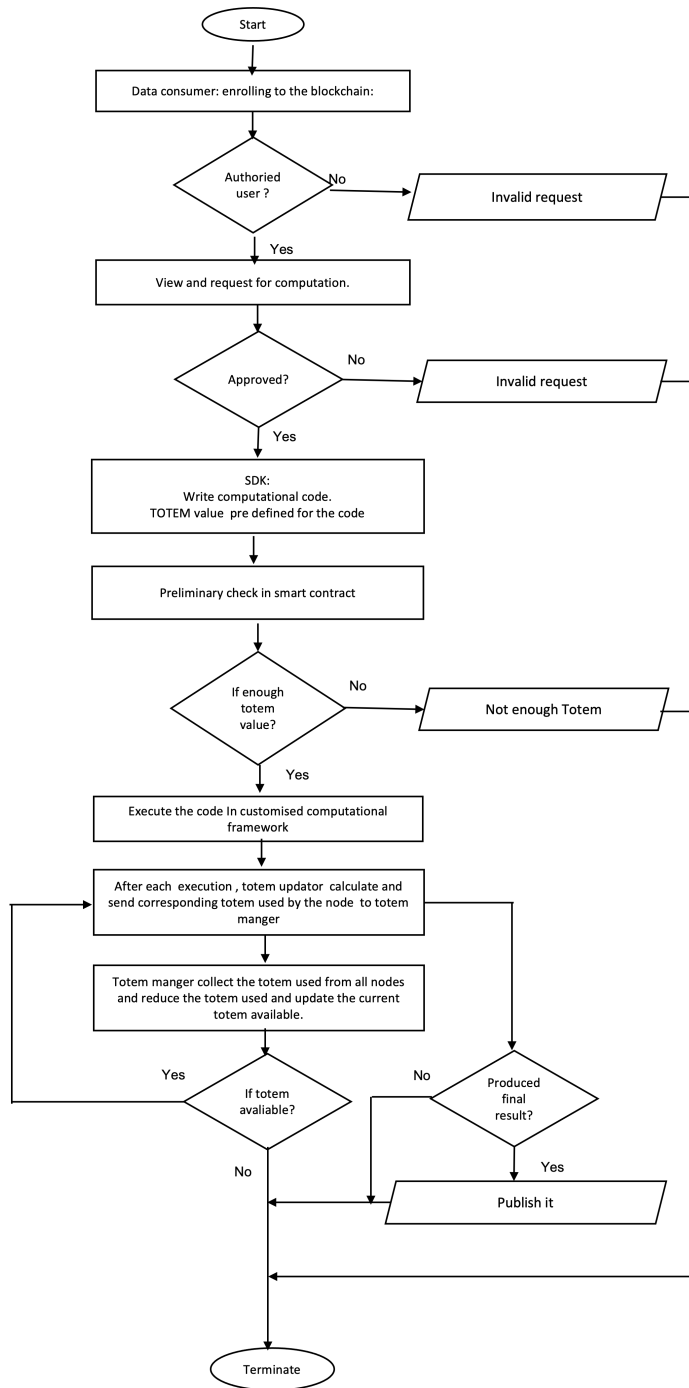 Start
Data consumer: enrolling to the blockchain:
Authoried
user ?
No
Invalid request
Yes
View and request for computation.
No
Approved?
Invalid request
Yes
SDK:
Write computational code.
TOTEM value pre defined for the code
Preliminary check in smart contract
If enough
totem
value?
No
Not enough Totem
Yes
Execute the code In customised computational
framework
After each execution , totem updator calculate and
send corresponding totem used by the node to totem
manger
Totem manger collect the totem used from all nodes
and reduce the totem used and update the current
totem available.
Yes
If totem
avaliable?
No
No
Produced
final
result?
Yes
Publish it
Terminate